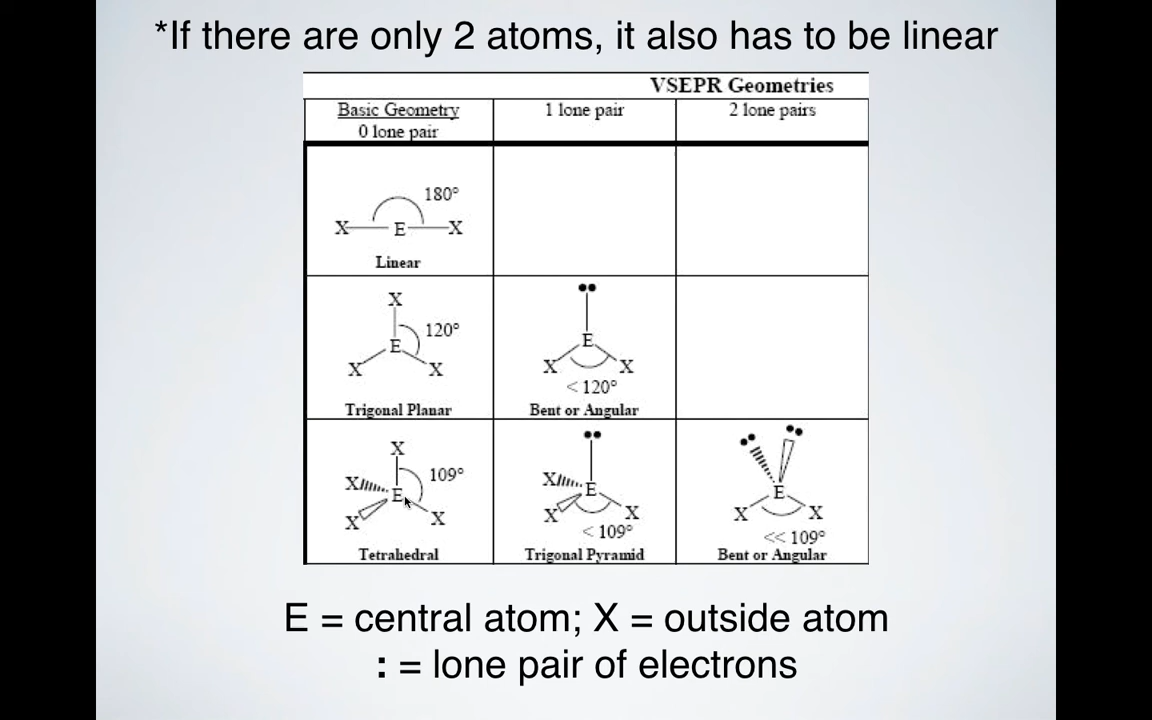 *If there are only 2 atoms, it also has to be linear
VSEPR Geometries
Basic Geometry
0 lone pair
1 lone pair
2 lone pairs
180°
X E X
Linear
X
120°
E
X X
Trigonal Planar
E
X X
< 120°
Bent or Angular
X
109°
X
E
X X
Tetrahedral
X
E
X X
< 109°
Trigonal Pyramid
E
X X
<< 109°
Bent or Angular
E = central atom; X = outside atom
: = lone pair of electrons